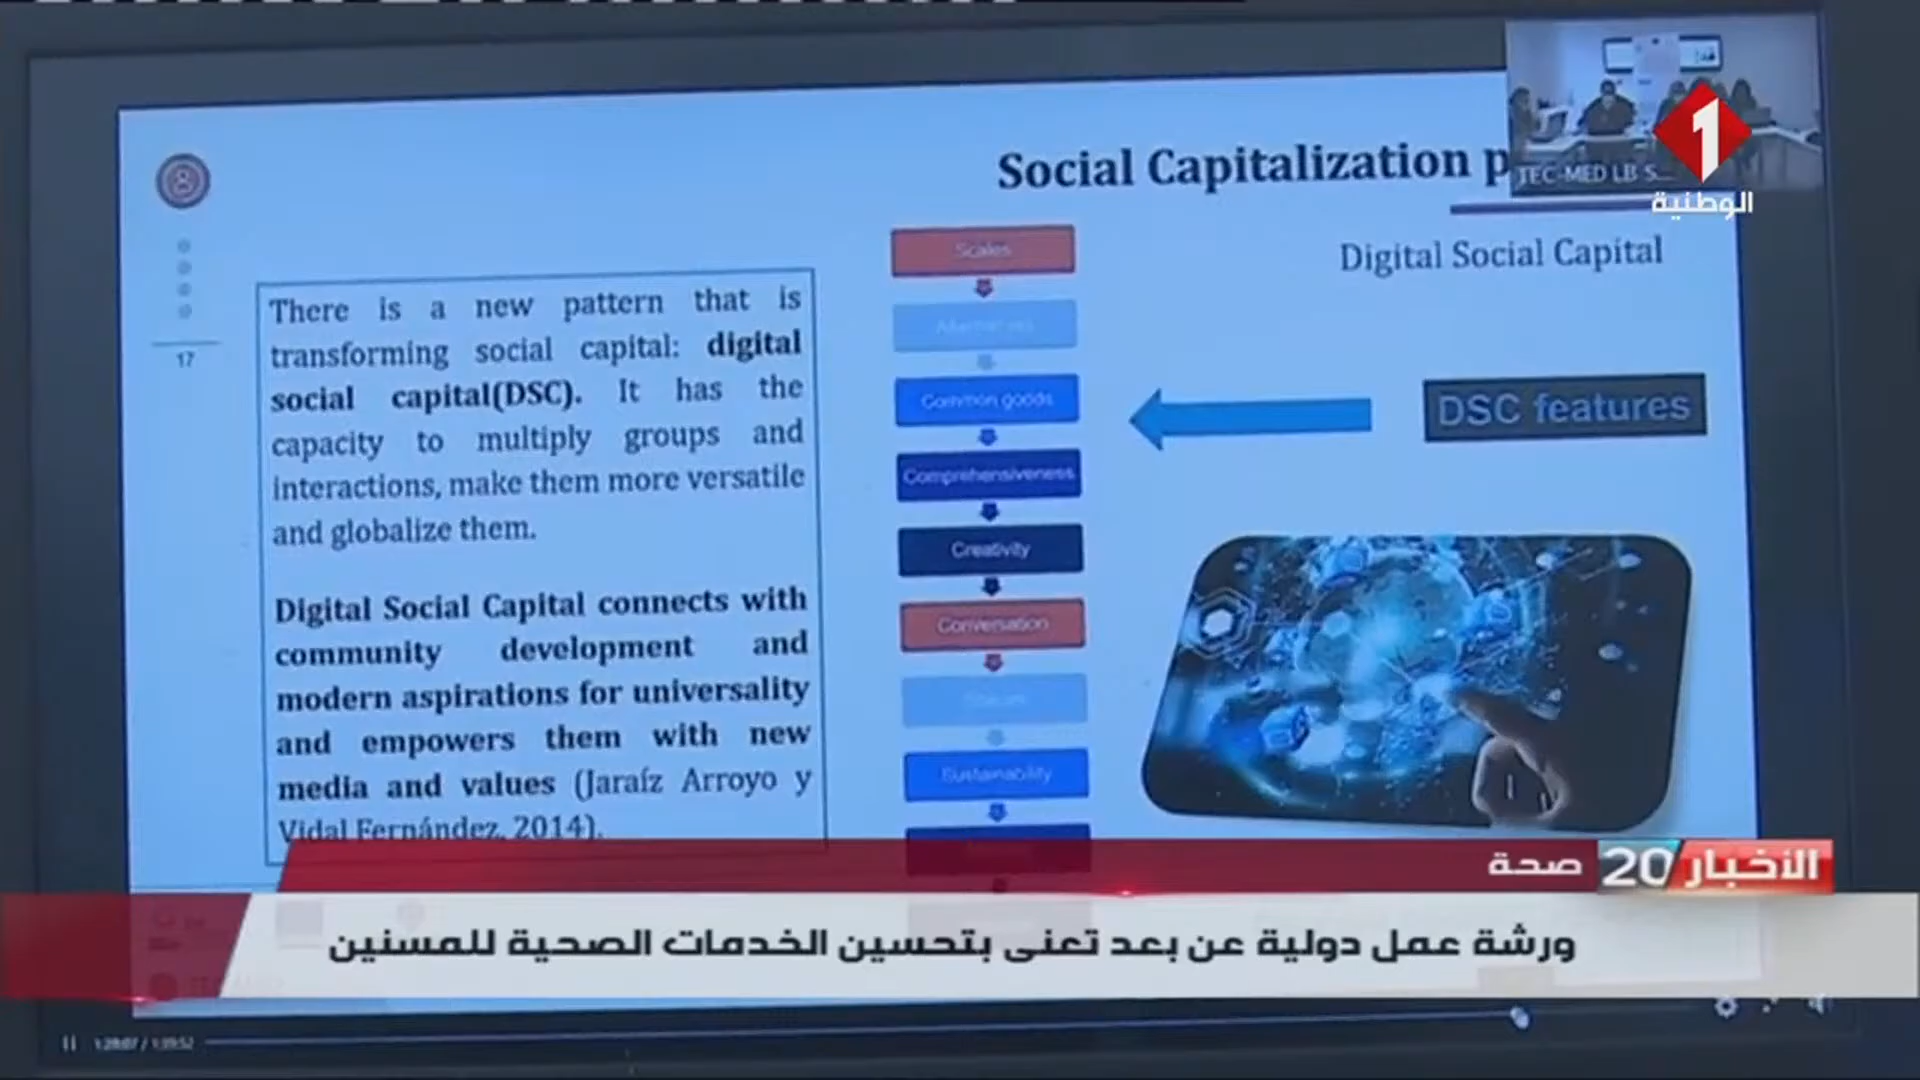 Social Capitalization p
TEC-MED LB S...
1
الوطنية
Digital Social Capital
17
There is a new pattern that is
transforming social capital: digital
social capital(DSC). It has the
capacity to multiply groups and
interactions, make them more versatile
and globalize them.
Digital Social Capital connects with
community development and
modern aspirations for universality
and empowers them with new
media and values (Jaraíz Arroyo y
Vidal Fernández, 2014).
Scales
Common goods
Comprehensiveness
Creativity
Conversation
Sustainability
DSC features
الأخبار 20 صحة
ورشة عمل دولية عن بعد تعنى بتحسين الخدمات الصحية للمسنين